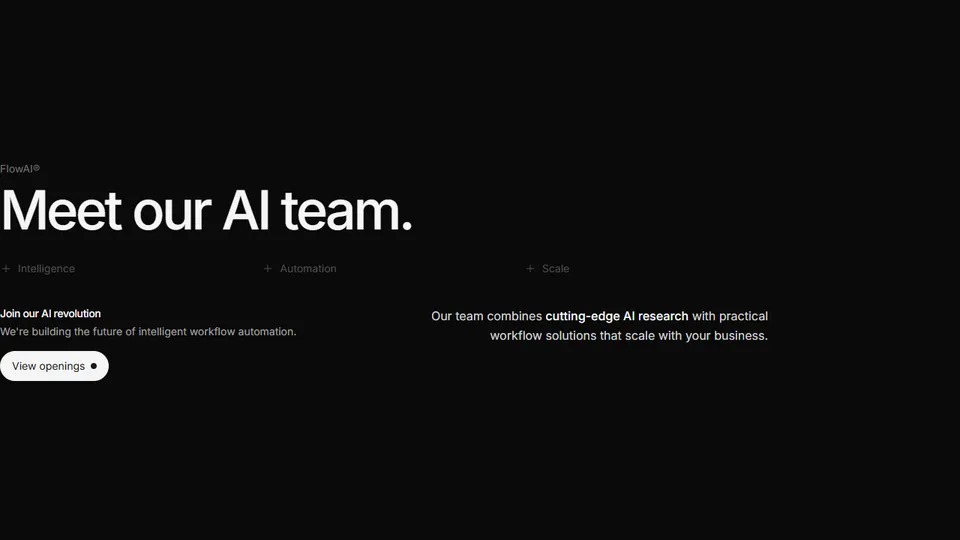 FlowAI®
Meet our AI team.
+ Intelligence
+ Automation
+ Scale
Join our AI revolution
We're building the future of intelligent workflow automation.
View openings
Our team combines cutting-edge AI research with practical
workflow solutions that scale with your business.